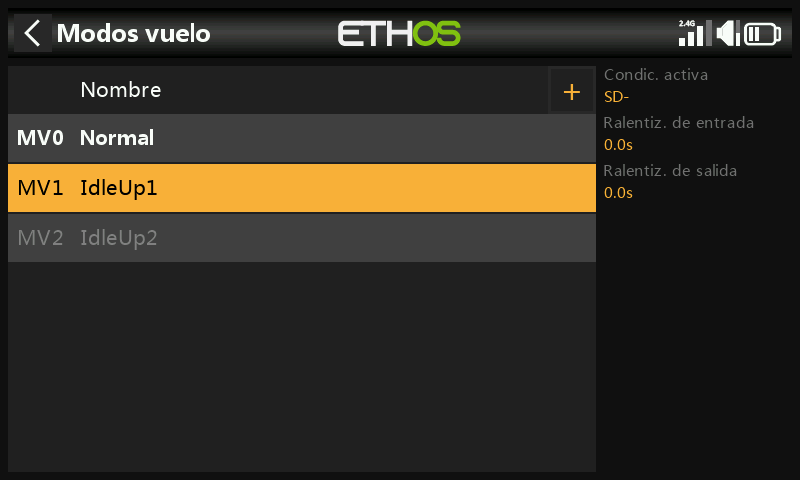 Modos vuelo
ETHOS
2.4G
Nombre
+
MV0 Normal
MV1 IdleUp1
MV2 IdleUp2
Condic. activa
SD-
Ralentiz. de entrada
0.0s
Ralentiz. de salida
0.0s